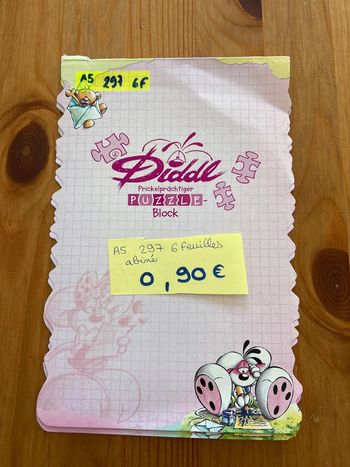 A5 297 6F
Diddl
Prickelprächtiger
PUZZLE-
Block
A5 297 6 feuilles
abîmé
0,90€